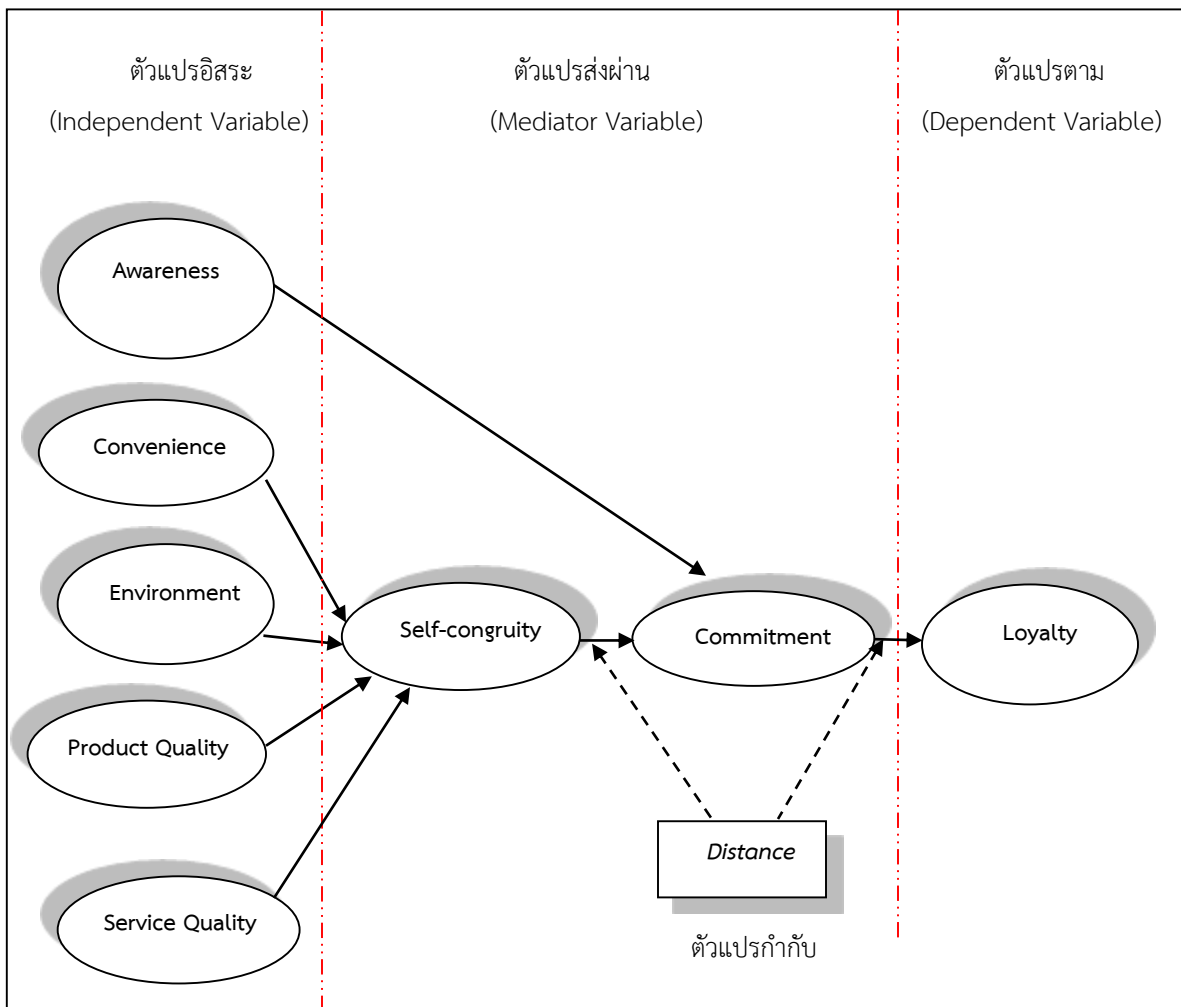 ตัวแปรอิสระ
(Independent Variable)
ตัวแปรส่งผ่าน
(Mediator Variable)
ตัวแปรตาม
(Dependent Variable)
Awareness
Convenience
Environment
Product Quality
Service Quality
Self-congruity
Commitment
Loyalty
Distance
ตัวแปรกำกับ